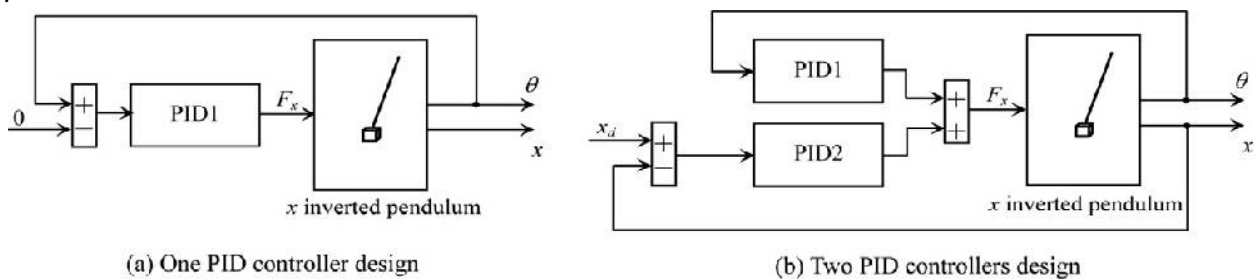 +
−
0
PID1
F_x
θ
x
x inverted pendulum
(a) One PID controller design
PID1
x_d
+
−
PID2
+
+
F_x
θ
x
x inverted pendulum
(b) Two PID controllers design